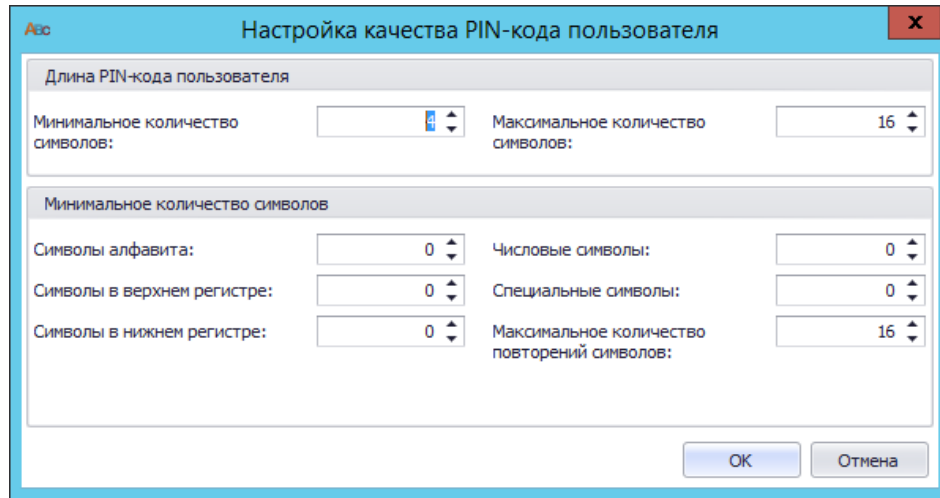 ABC Настройка качества PIN-кода пользователя x
Длина PIN-кода пользователя
Минимальное количество
символов:
4
Максимальное количество
символов:
16
Минимальное количество символов
Символы алфавита: 0
Числовые символы: 0
Символы в верхнем регистре: 0
Специальные символы: 0
Символы в нижнем регистре: 0
Максимальное количество
повторений символов:
16
OK
Отмена